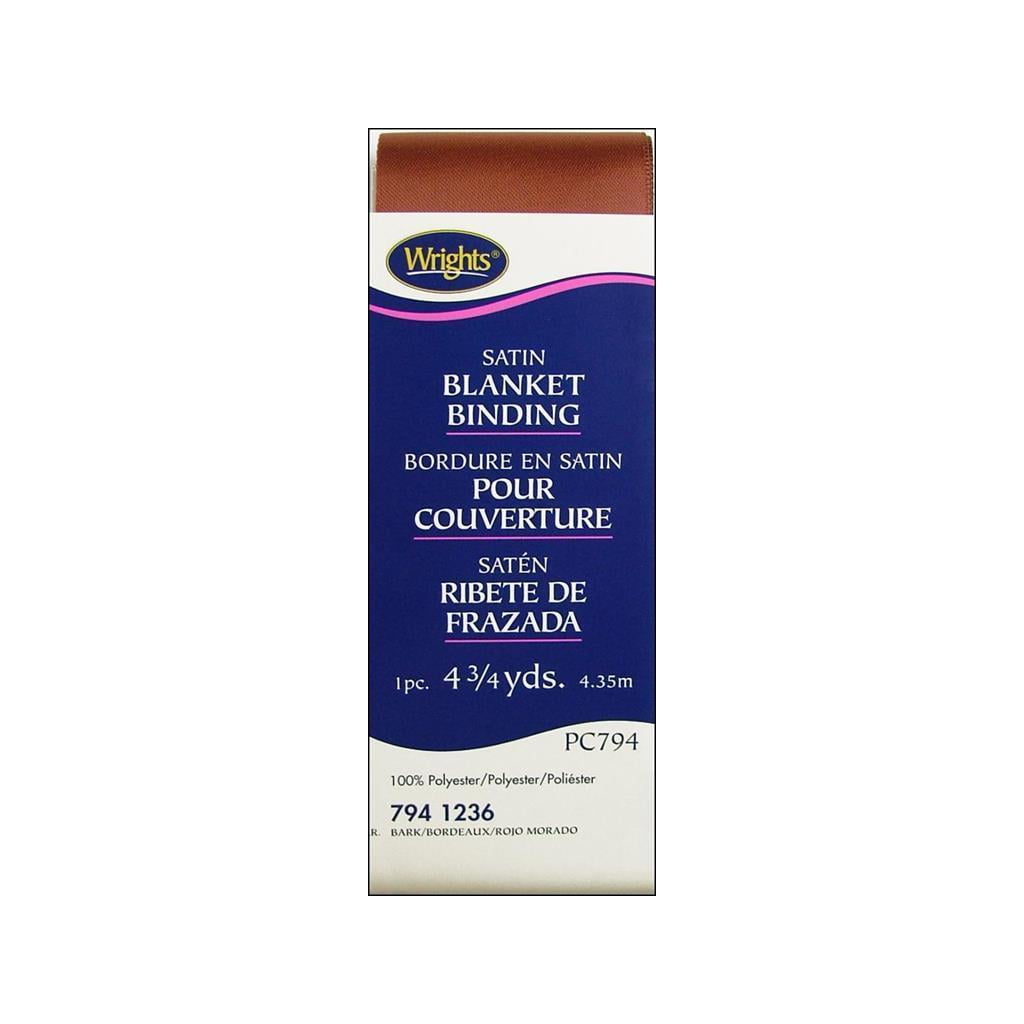 Wrights®
SATIN
BLANKET
BINDING
BORDURE EN SATIN
POUR
COUVERTURE
SATÉN
RIBETE DE
FRAZADA
1pc. 4 3/4 yds. 4.35m
PC794
100% Polyester/Polyester/Poliéster
794 1236
R. BARK/BORDEAUX/ROJO MORADO